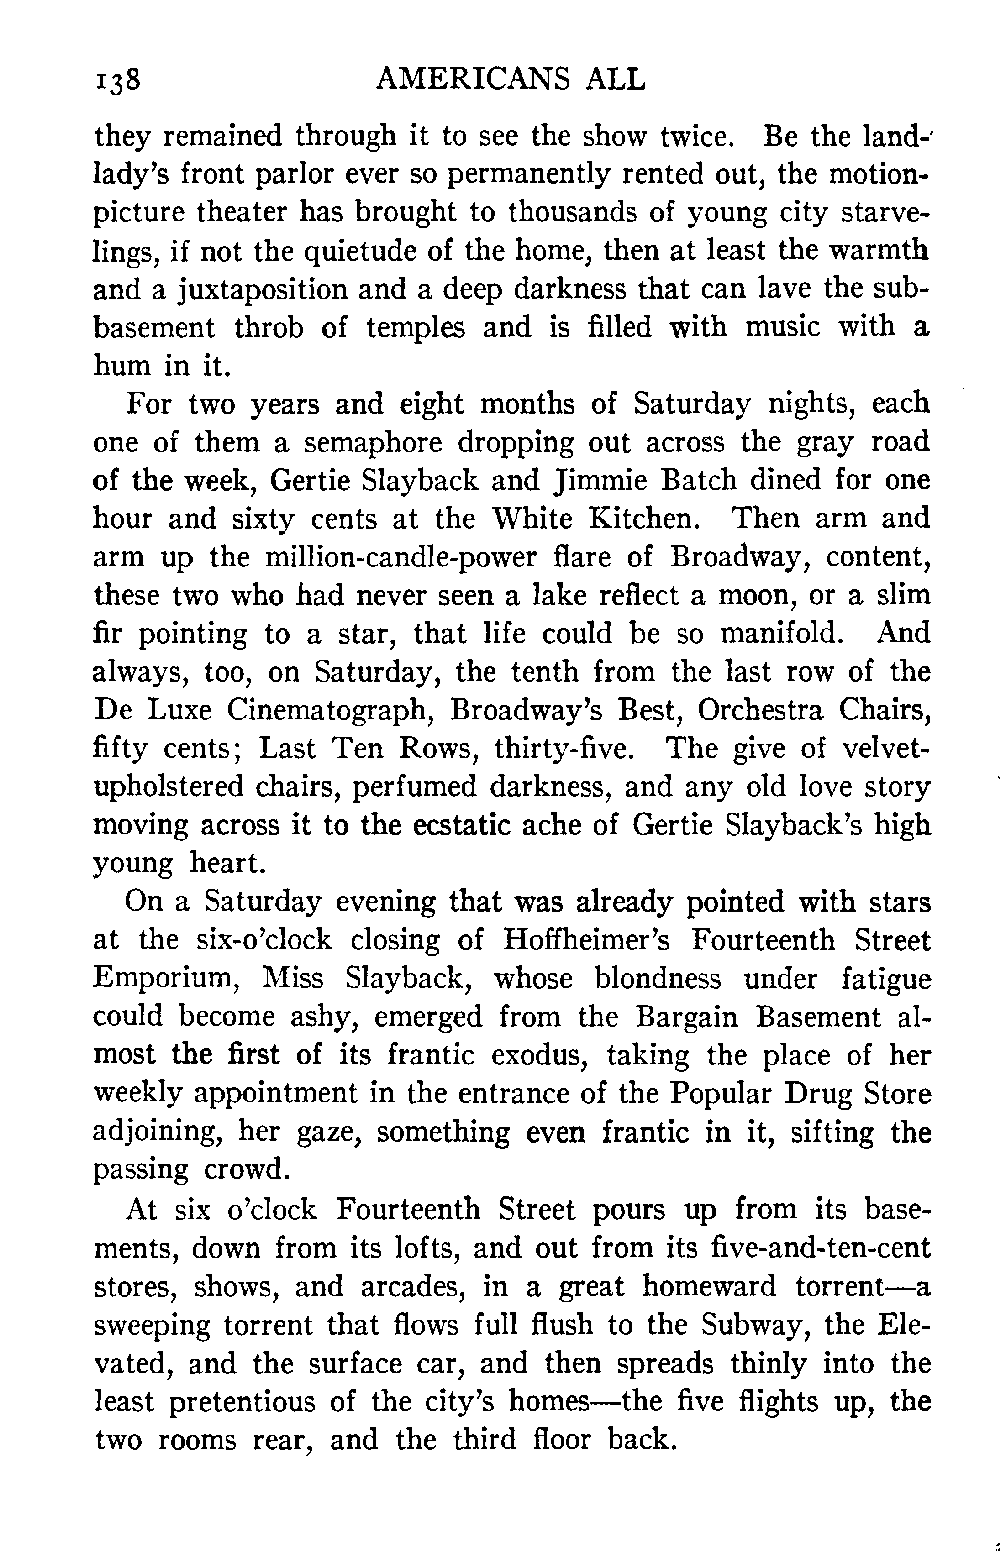 138 AMERICANS ALL
they remained through it to see the show twice. Be the land-
lady's front parlor ever so permanently rented out, the motion-
picture theater has brought to thousands of young city starve-
lings, if not the quietude of the home, then at least the warmth
and a juxtaposition and a deep darkness that can lave the sub-
basement throb of temples and is filled with music with a
hum in it.
For two years and eight months of Saturday nights, each
one of them a semaphore dropping out across the gray road
of the week, Gertie Slayback and Jimmie Batch dined for one
hour and sixty cents at the White Kitchen. Then arm and
arm up the million-candle-power flare of Broadway, content,
these two who had never seen a lake reflect a moon, or a slim
fir pointing to a star, that life could be so manifold. And
always, too, on Saturday, the tenth from the last row of the
De Luxe Cinematograph, Broadway's Best, Orchestra Chairs,
fifty cents; Last Ten Rows, thirty-five. The give of velvet-
upholstered chairs, perfumed darkness, and any old love story
moving across it to the ecstatic ache of Gertie Slayback's high
young heart.
On a Saturday evening that was already pointed with stars
at the six-o'clock closing of Hoffheimer's Fourteenth Street
Emporium, Miss Slayback, whose blondness under fatigue
could become ashy, emerged from the Bargain Basement al-
most the first of its frantic exodus, taking the place of her
weekly appointment in the entrance of the Popular Drug Store
adjoining, her gaze, something even frantic in it, sifting the
passing crowd.
At six o'clock Fourteenth Street pours up from its base-
ments, down from its lofts, and out from its five-and-ten-cent
stores, shows, and arcades, in a great homeward torrent—a
sweeping torrent that flows full flush to the Subway, the Ele-
vated, and the surface car, and then spreads thinly into the
least pretentious of the city's homes—the five flights up, the
two rooms rear, and the third floor back.